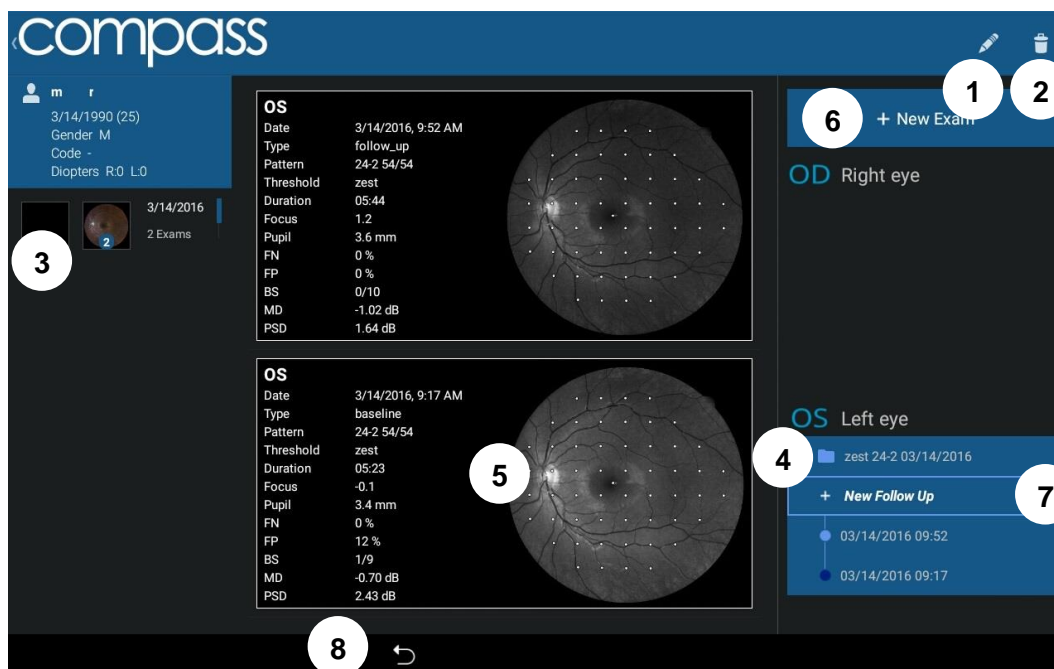 compass
1
2
m r
3/14/1990 (25)
Gender M
Code -
Diopters R:0 L:0
3/14/2016
2 Exams
2
3
OS
Date 3/14/2016, 9:52 AM
Type follow_up
Pattern 24-2 54/54
Threshold zest
Duration 05:44
Focus 1.2
Pupil 3.6 mm
FN 0 %
FP 0 %
BS 0/10
MD -1.02 dB
PSD 1.64 dB
OS
Date 3/14/2016, 9:17 AM
Type baseline
Pattern 24-2 54/54
Threshold zest
Duration 05:23
Focus -0.1
Pupil 3.4 mm
FN 0 %
FP 12 %
BS 1/9
MD -0.70 dB
PSD 2.43 dB
5
6
+ New Exam
OD Right eye
OS Left eye
4
zest 24-2 03/14/2016
+ New Follow Up
7
03/14/2016 09:52
03/14/2016 09:17
8